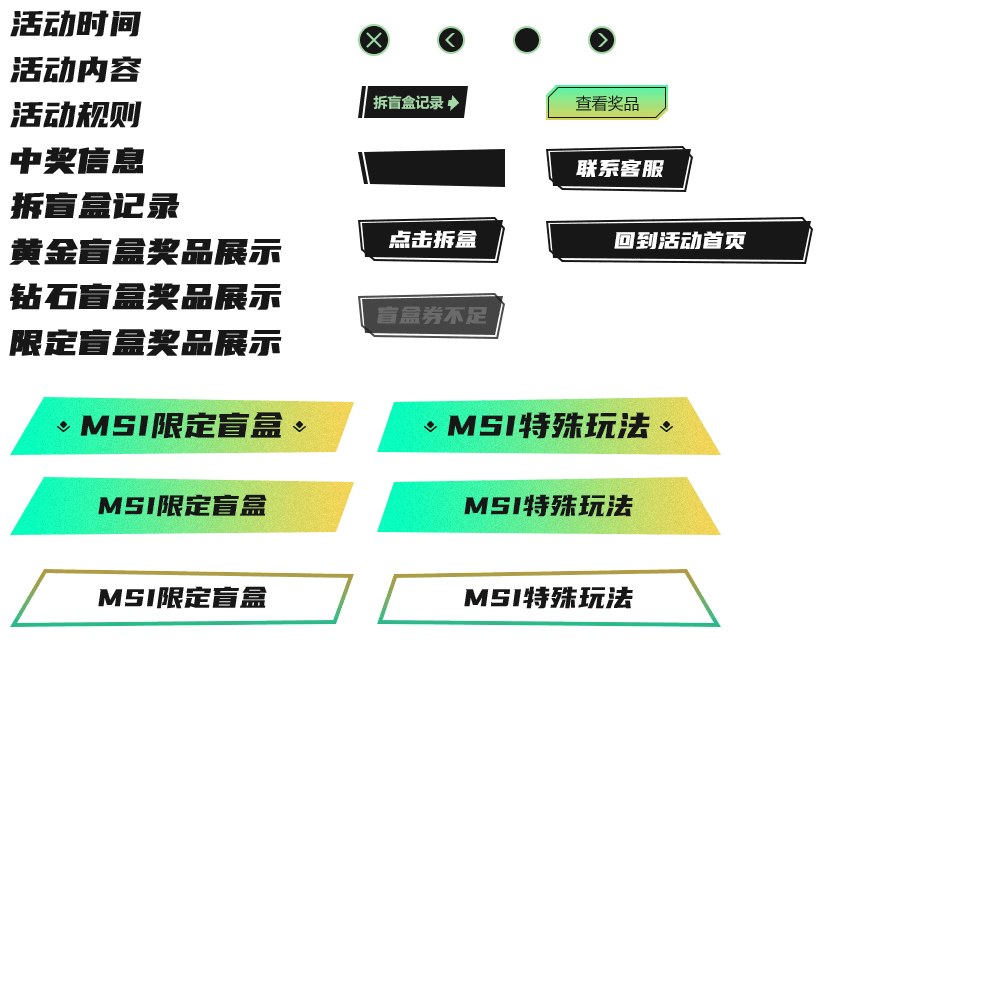 活动时间
活动内容
活动规则
中奖信息
拆盲盒记录
黄金盲盒奖品展示
钻石盲盒奖品展示
限定盲盒奖品展示
拆盲盒记录
查看奖品
联系客服
点击拆盒
回到活动首页
盲盒券不足
MSI限定盲盒
MSI特殊玩法
MSI限定盲盒
MSI特殊玩法
MSI限定盲盒
MSI特殊玩法